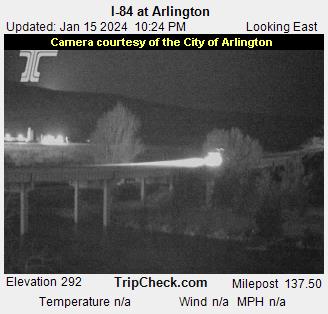 I-84 at Arlington
Updated: Jan 15 2024 10:24 PM Looking East
Camera courtesy of the City of Arlington
Elevation 292 TripCheck.com Milepost 137.50
Temperature n/a Wind n/a MPH n/a